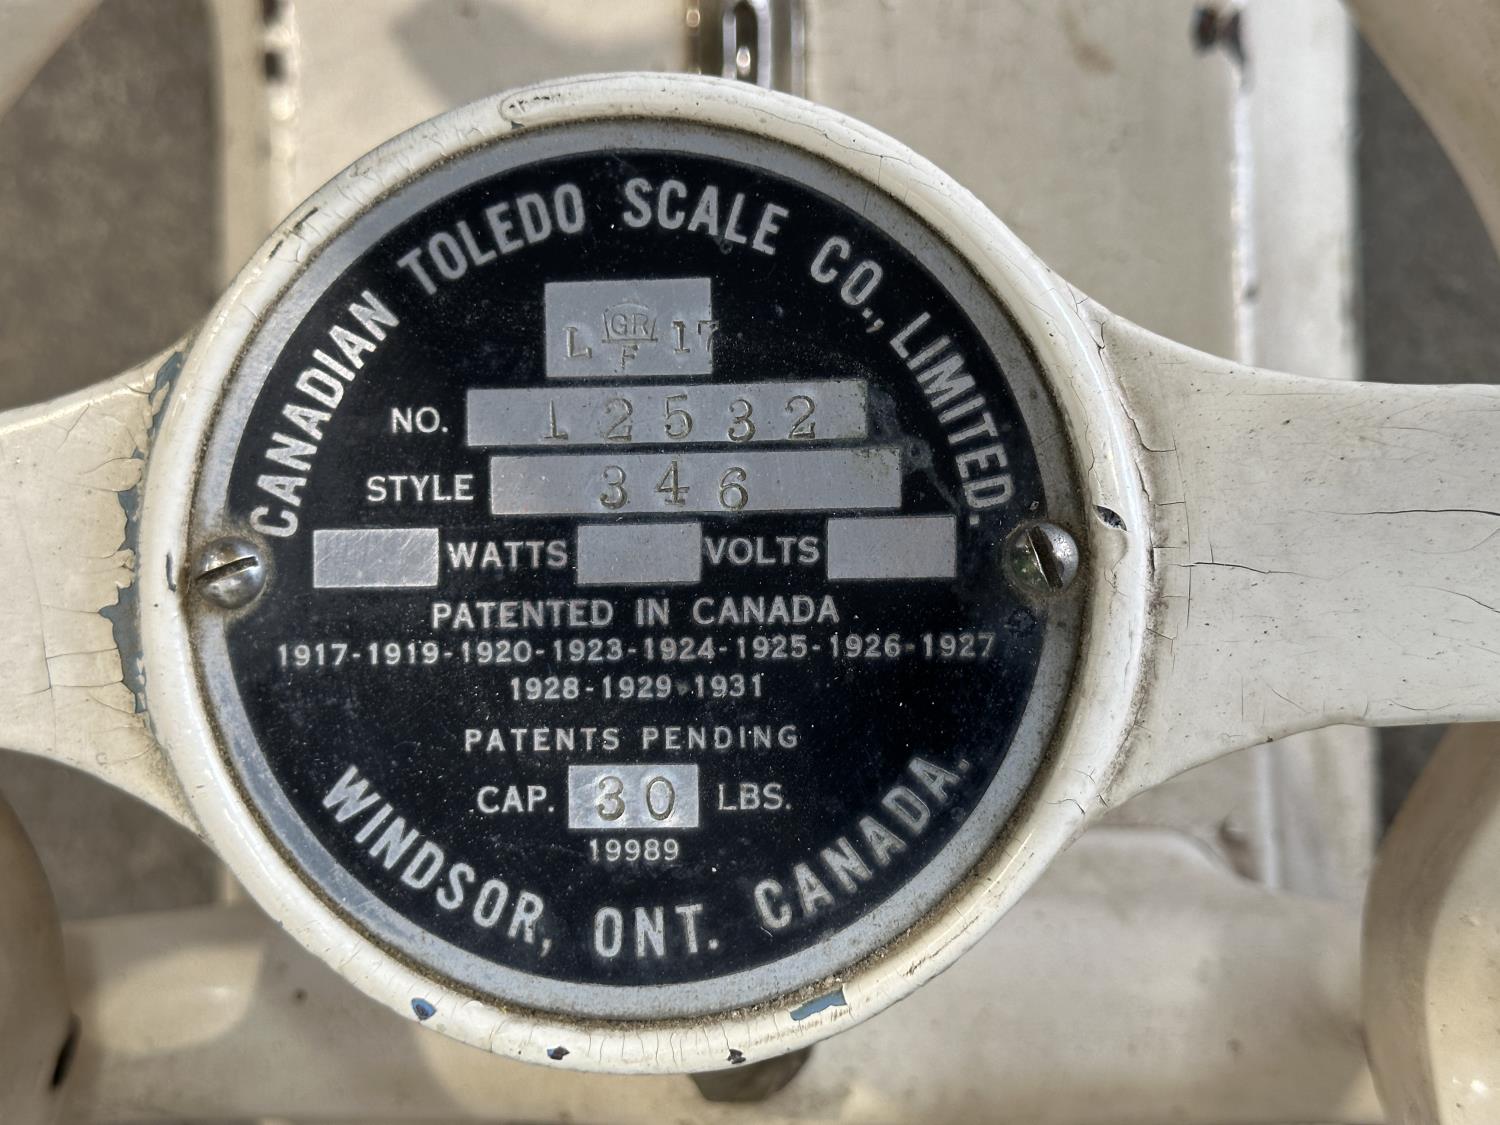 CANADIAN TOLEDO SCALE CO., LIMITED.
L GR F 17
NO. 12532
STYLE 346
WATTS VOLTS
PATENTED IN CANADA
1917-1919-1920-1923-1924-1925-1926-1927
1928-1929-1931
PATENTS PENDING
CAP. 30 LBS.
19989
WINDSOR, ONT. CANADA.